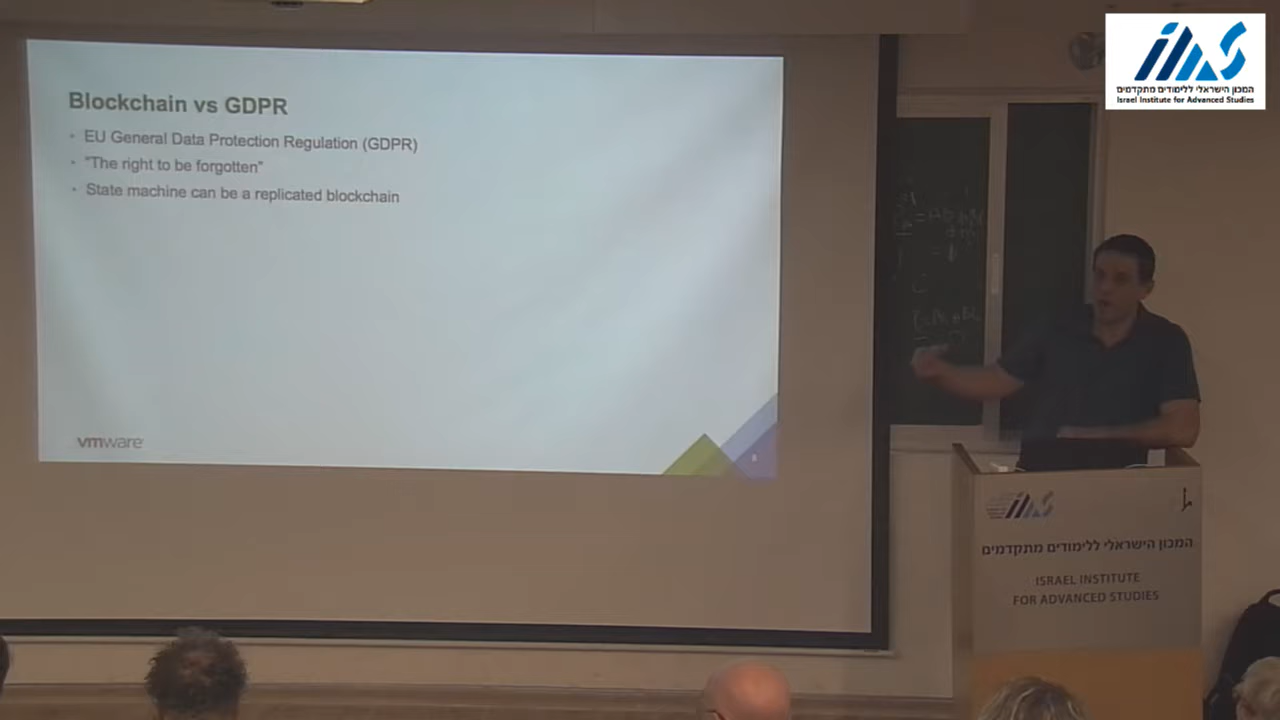 Blockchain vs GDPR
• EU General Data Protection Regulation (GDPR)
• "The right to be forgotten"
• State machine can be a replicated blockchain
vmware
8
המכון הישראלי ללימודים מתקדמים
Israel Institute for Advanced Studies
המכון הישראלי ללימודים מתקדמים
ISRAEL INSTITUTE
FOR ADVANCED STUDIES